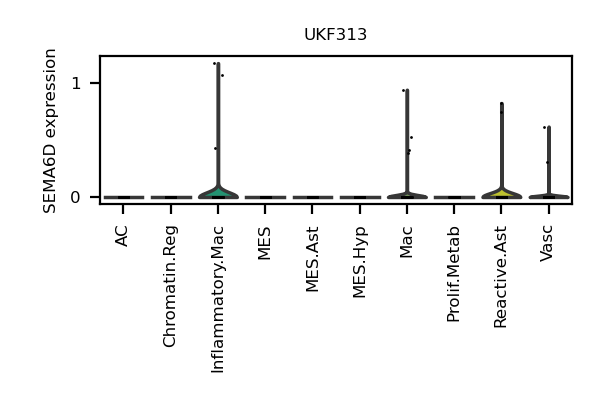 UKF313
SEMA6D expression
1
0
AC
Chromatin.Reg
Inflammatory.Mac
MES
MES.Ast
MES.Hyp
Mac
Prolif.Metab
Reactive.Ast
Vasc